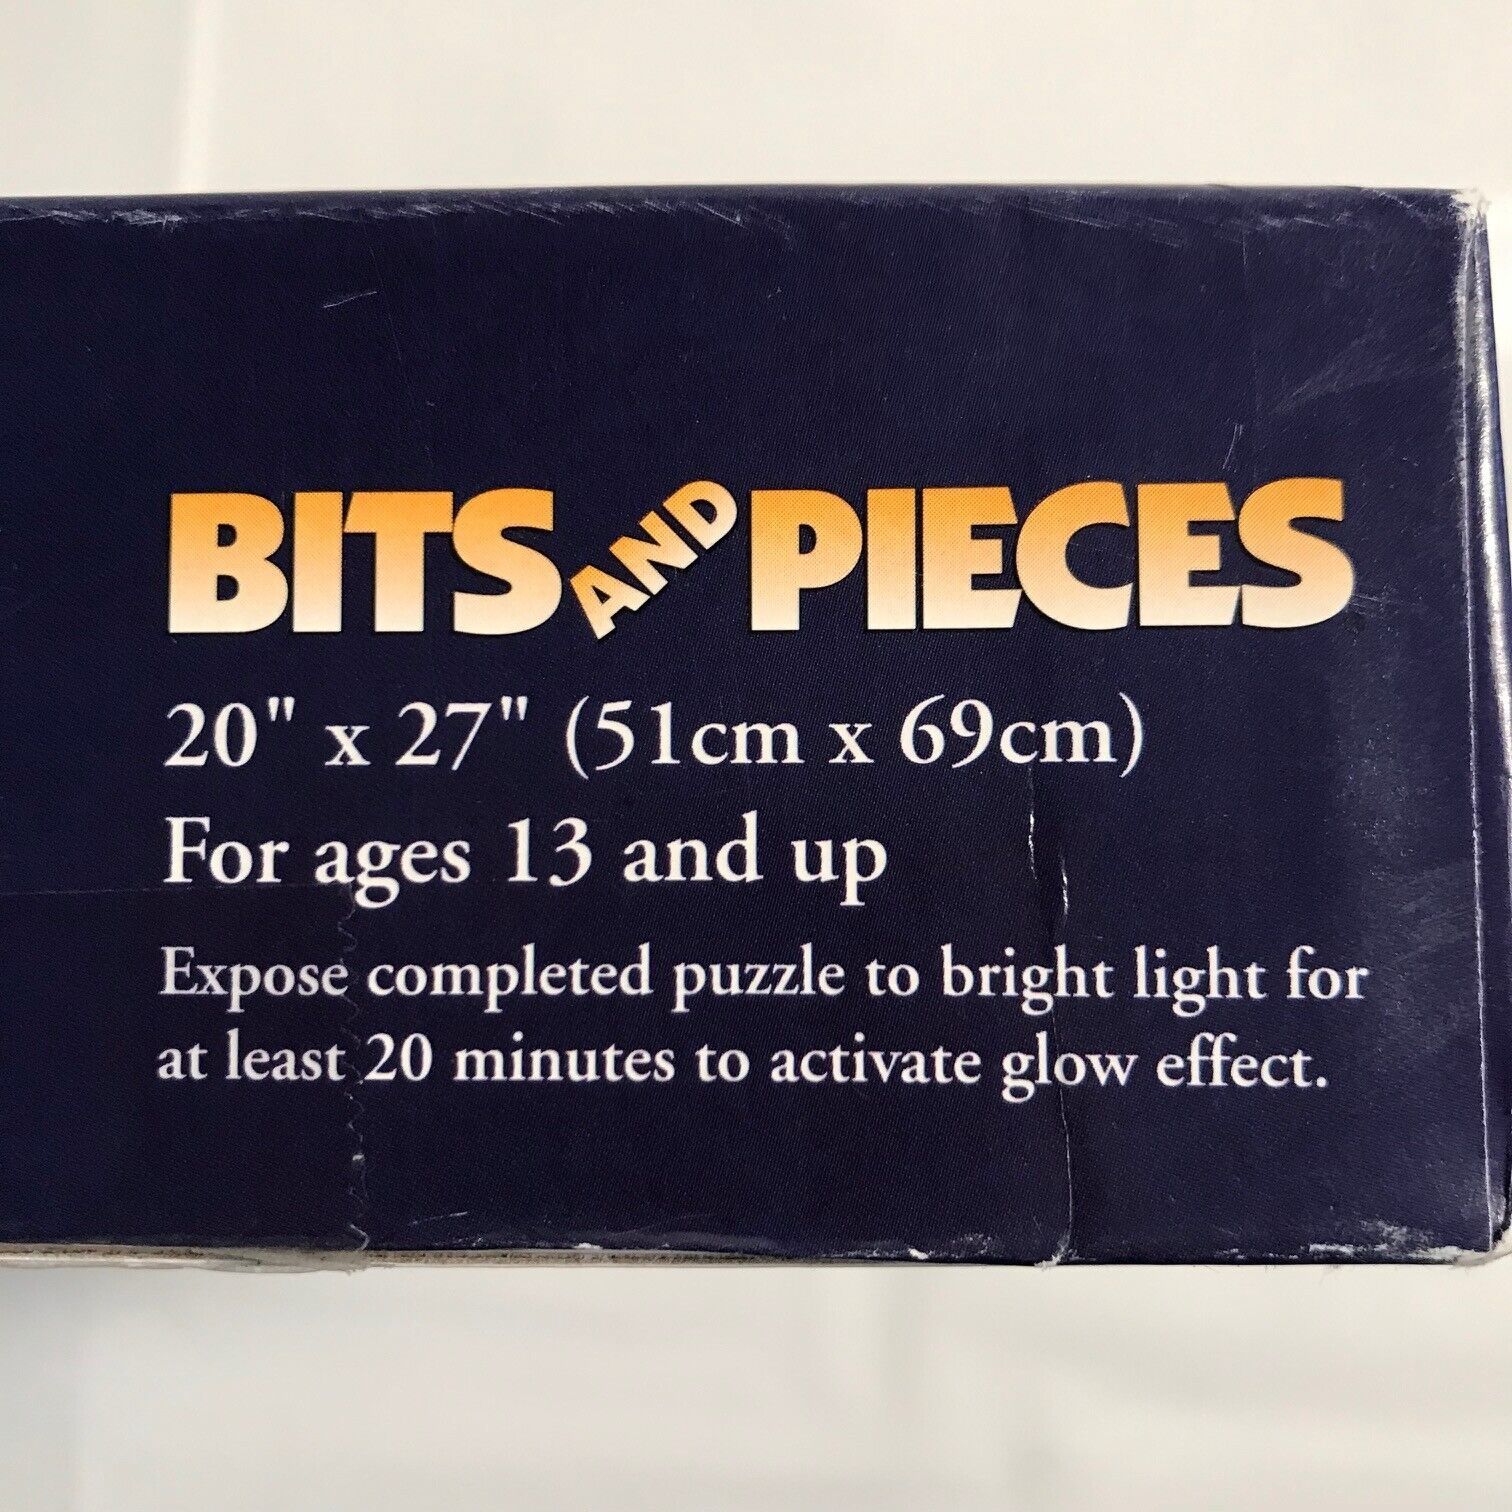 BITS AND PIECES
20" x 27" (51cm x 69cm)
For ages 13 and up
Expose completed puzzle to bright light for
at least 20 minutes to activate glow effect.